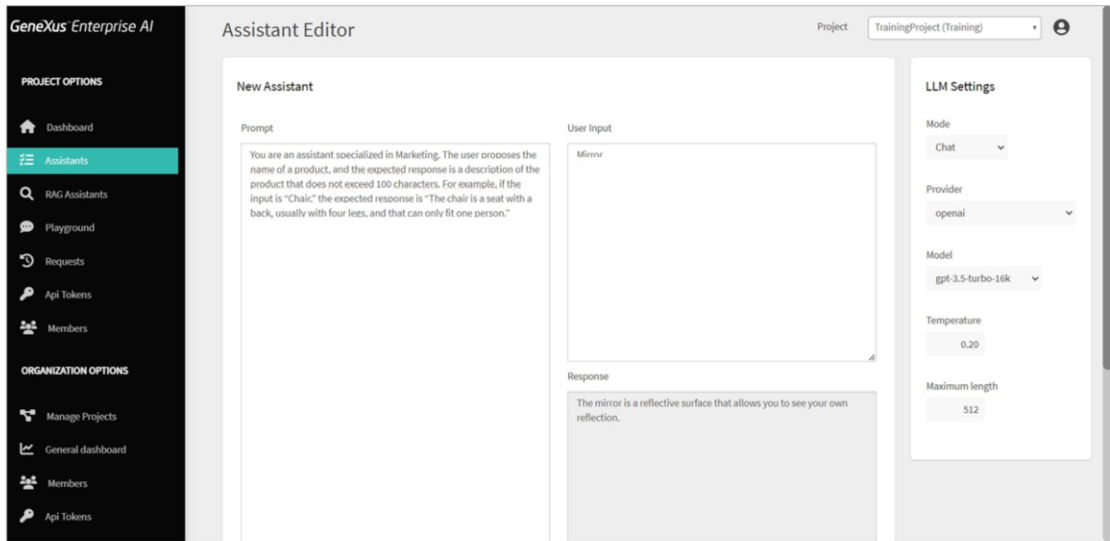 GeneXus Enterprise AI
PROJECT OPTIONS
Dashboard
Assistants
RAG Assistants
Playground
Requests
Api Tokens
Members
ORGANIZATION OPTIONS
Manage Projects
General dashboard
Members
Api Tokens
Assistant Editor
Project
TrainingProject (Training)
New Assistant
Prompt
You are an assistant specialized in Marketing. The user proposes the
name of a product, and the expected response is a description of the
product that does not exceed 100 characters. For example, if the
input is “Chair,” the expected response is “The chair is a seat with a
back, usually with four legs, and that can only fit one person.”
User Input
Mirror
Response
The mirror is a reflective surface that allows you to see your own
reflection.
LLM Settings
Mode
Chat
Provider
openai
Model
gpt-3.5-turbo-16k
Temperature
0.20
Maximum length
512